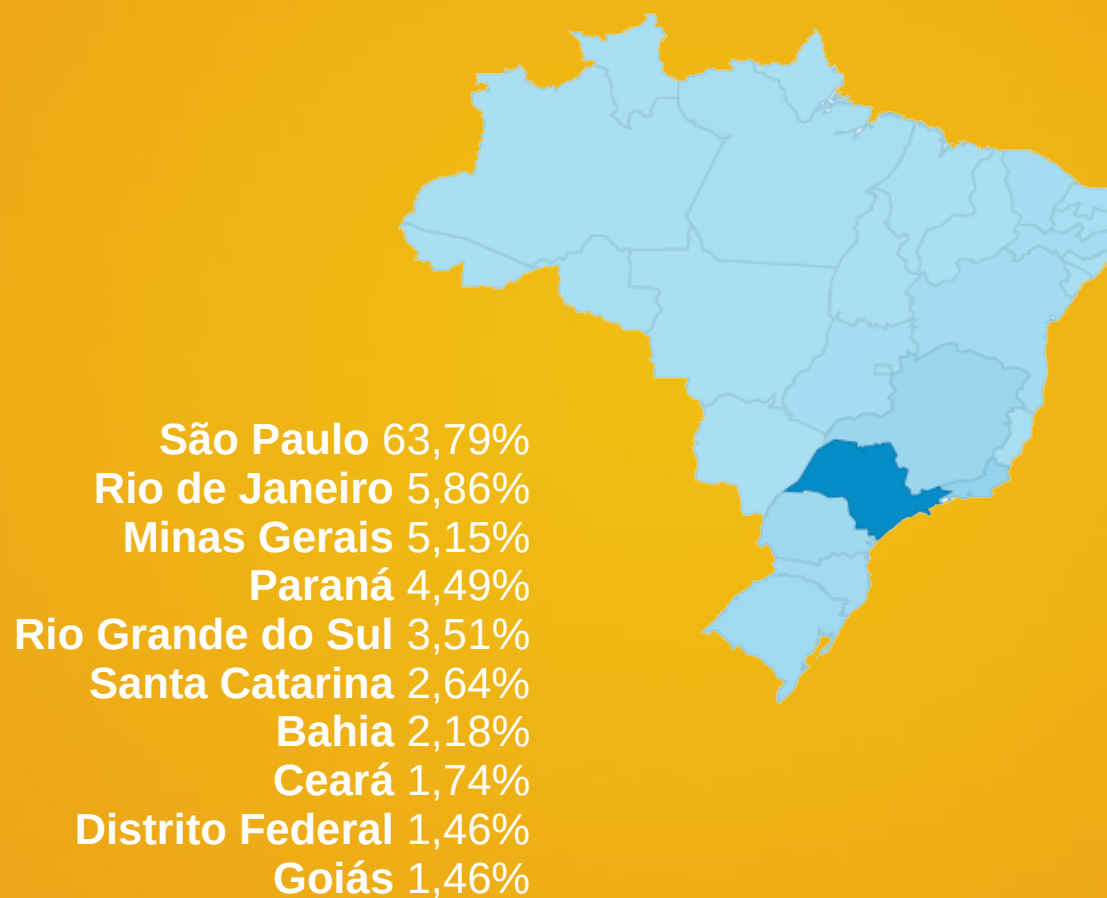 São Paulo 63,79%
Rio de Janeiro 5,86%
Minas Gerais 5,15%
Paraná 4,49%
Rio Grande do Sul 3,51%
Santa Catarina 2,64%
Bahia 2,18%
Ceará 1,74%
Distrito Federal 1,46%
Goiás 1,46%